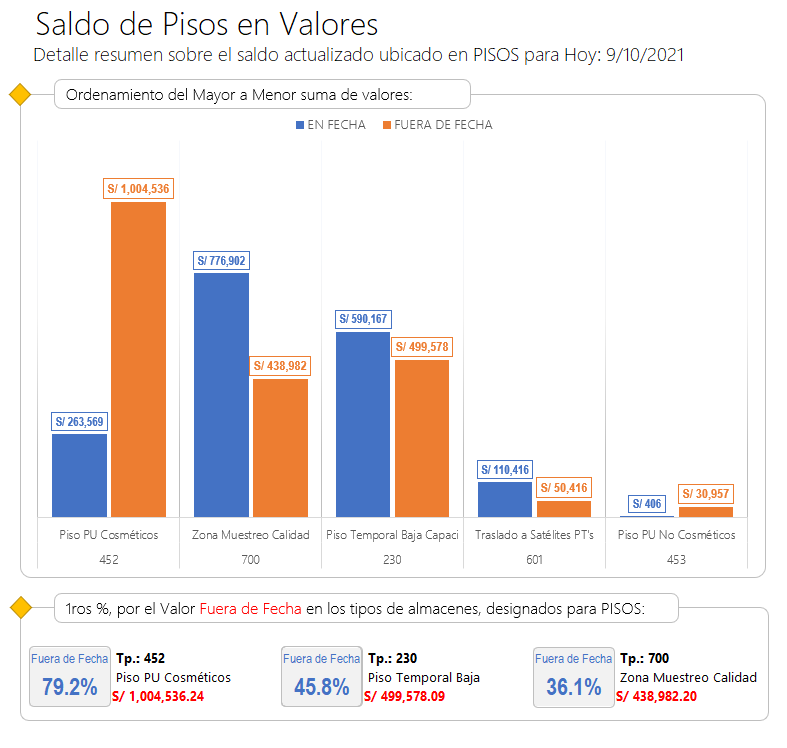 Saldo de Pisos en Valores
Detalle resumen sobre el saldo actualizado ubicado en PISOS para Hoy: 9/10/2021
Ordenamiento del Mayor a Menor suma de valores:
EN FECHA FUERA DE FECHA
S/ 1,004,536
S/ 776,902
S/ 590,167
S/ 499,578
S/ 438,982
S/ 263,569
S/ 110,416
S/ 50,416
S/ 406
S/ 30,957
Piso PU Cosméticos Zona Muestreo Calidad Piso Temporal Baja Capaci Traslado a Satélites PT's Piso PU No Cosméticos
452 700 230 601 453
1ros %, por el Valor Fuera de Fecha en los tipos de almacenes, designados para PISOS:
Fuera de Fecha
79.2%
Tp.: 452
Piso PU Cosméticos
S/ 1,004,536.24
Fuera de Fecha
45.8%
Tp.: 230
Piso Temporal Baja
S/ 499,578.09
Fuera de Fecha
36.1%
Tp.: 700
Zona Muestreo Calidad
S/ 438,982.20